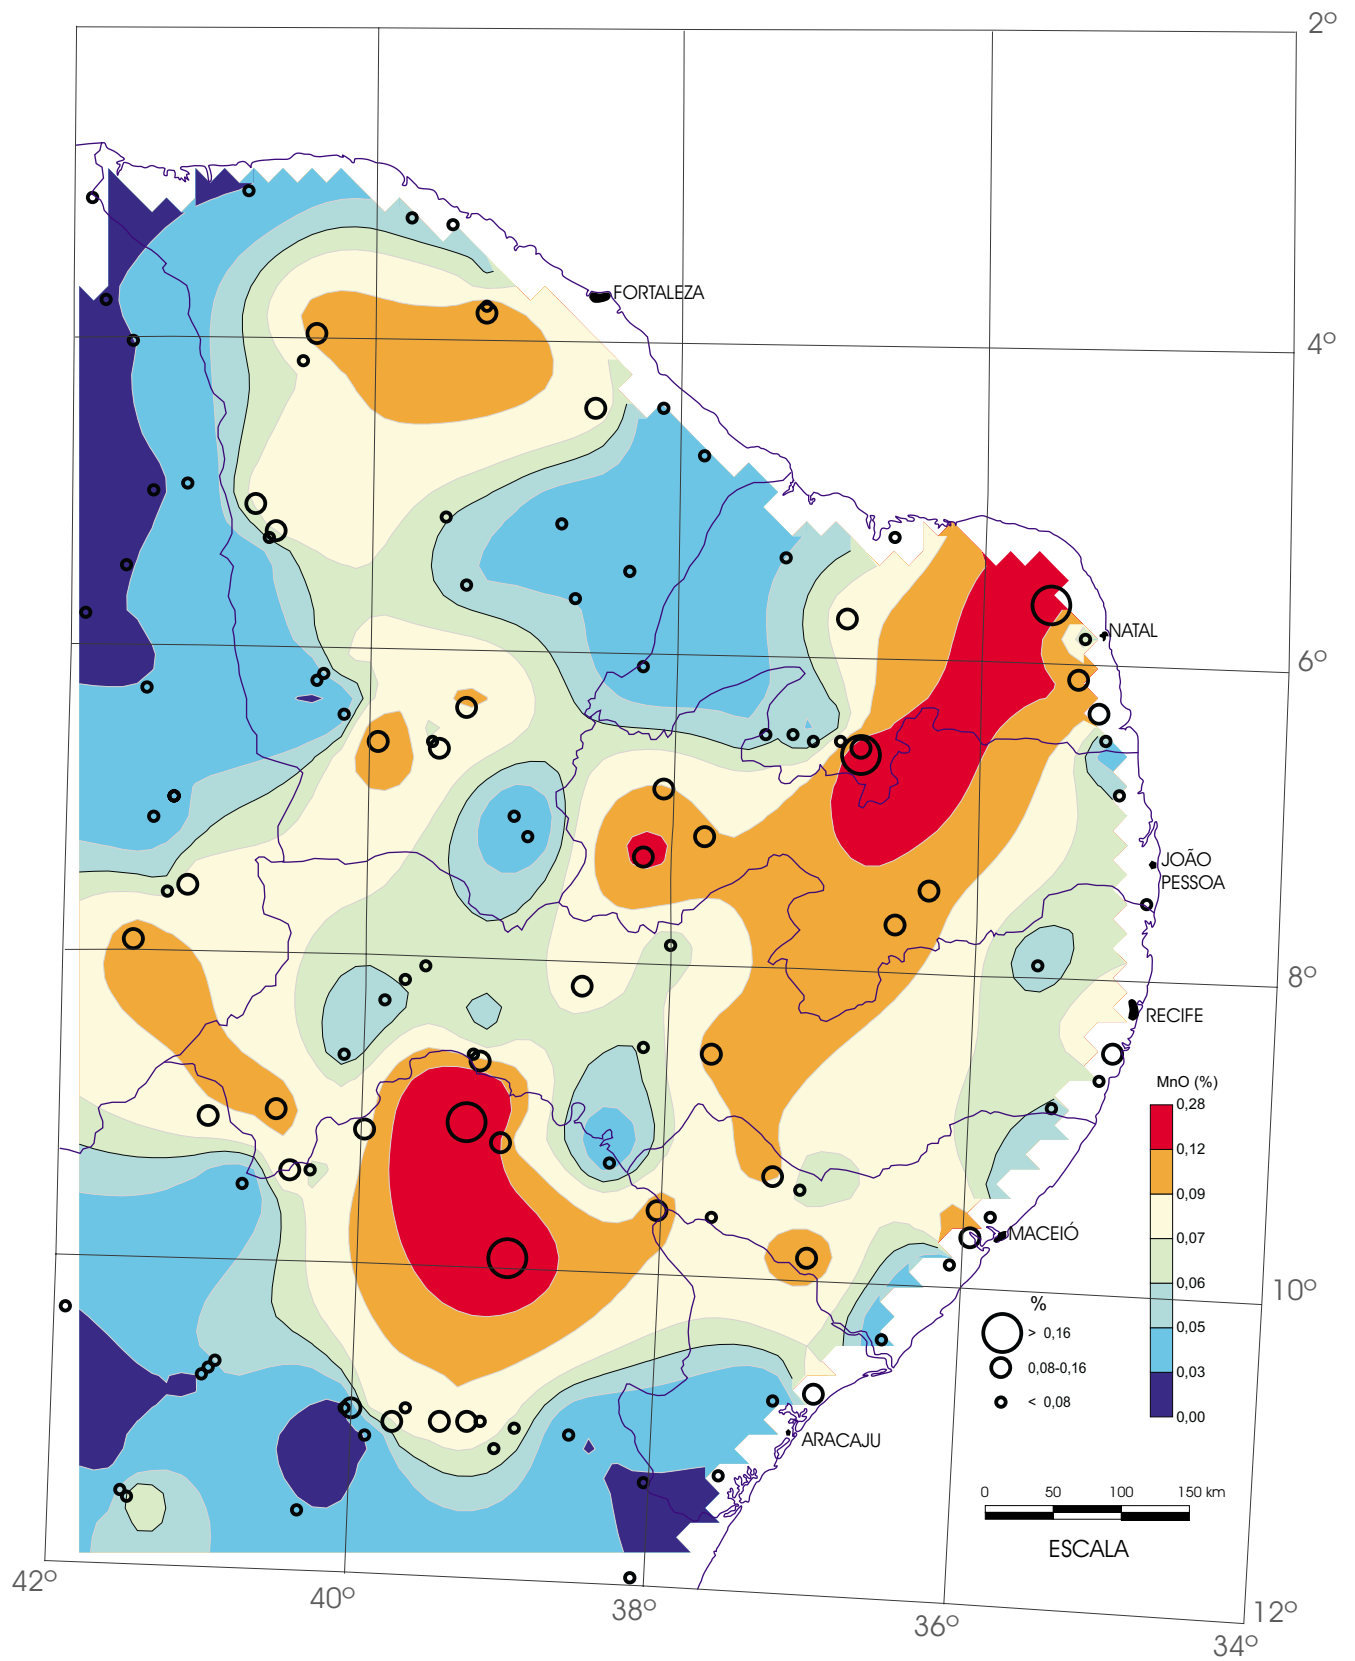 2º
FORTALEZA
4º
NATAL
6º
JOÃO
PESSOA
8º
RECIFE
MnO (%)
0,28
0,12
0,09
0,07
0,06
0,05
0,03
0,00
MACEIÓ
10º
%
> 0,16
0,08-0,16
< 0,08
ARACAJU
0 50 100 150 km
ESCALA
42º
40º
38º
36º
34º
12º